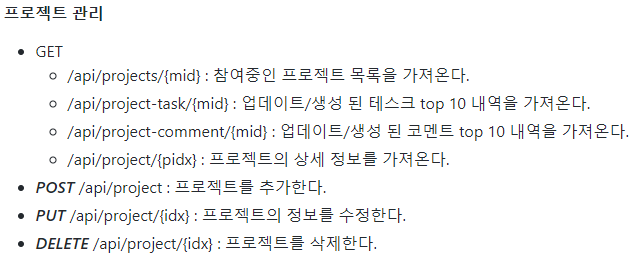 프로젝트 관리
GET
/api/projects/{mid} : 참여중인 프로젝트 목록을 가져온다.
/api/project-task/{mid} : 업데이트/생성 된 테스크 top 10 내역을 가져온다.
/api/project-comment/{mid} : 업데이트/생성 된 코멘트 top 10 내역을 가져온다.
/api/project/{pidx} : 프로젝트의 상세 정보를 가져온다.
POST /api/project : 프로젝트를 추가한다.
PUT /api/project/{idx} : 프로젝트의 정보를 수정한다.
DELETE /api/project/{idx} : 프로젝트를 삭제한다.